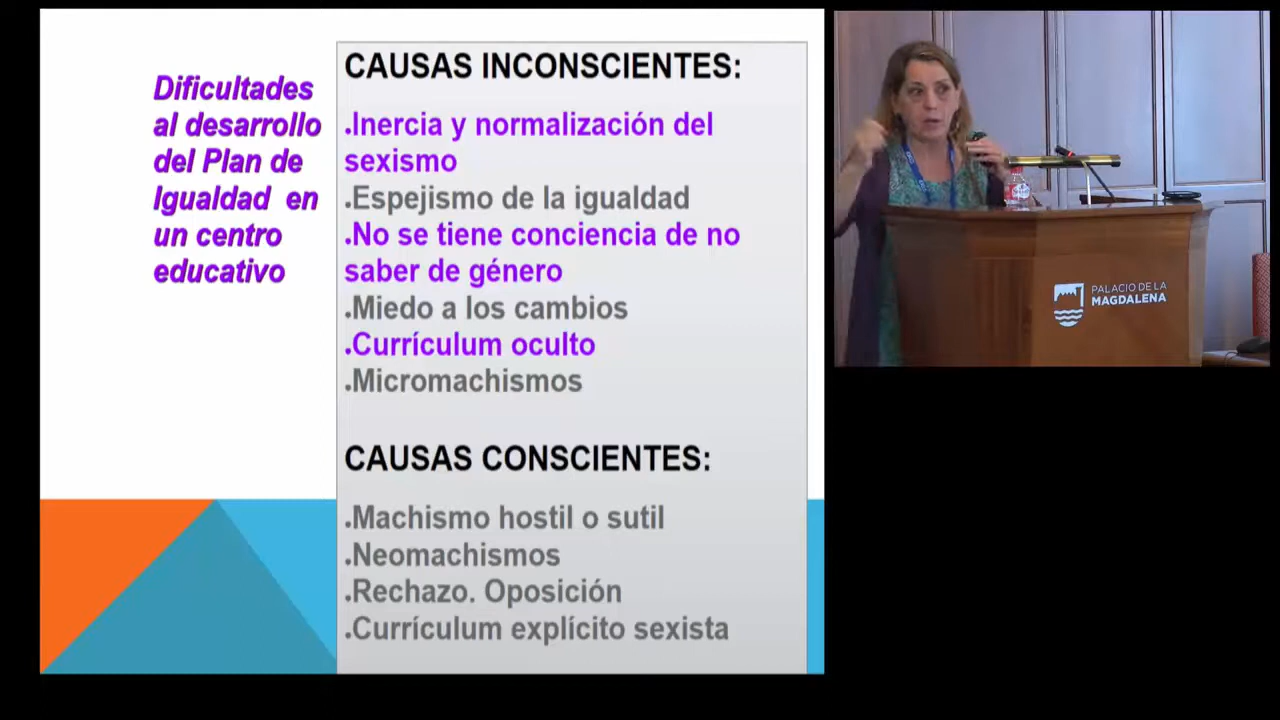 Dificultades
al desarrollo
del Plan de
Igualdad en
un centro
educativo
CAUSAS INCONSCIENTES:
.Inercia y normalización del
sexismo
.Espejismo de la igualdad
.No se tiene conciencia de no
saber de género
.Miedo a los cambios
.Currículum oculto
.Micromachismos
CAUSAS CONSCIENTES:
.Machismo hostil o sutil
.Neomachismos
.Rechazo. Oposición
.Currículum explícito sexista
PALACIO DE LA
MAGDALENA